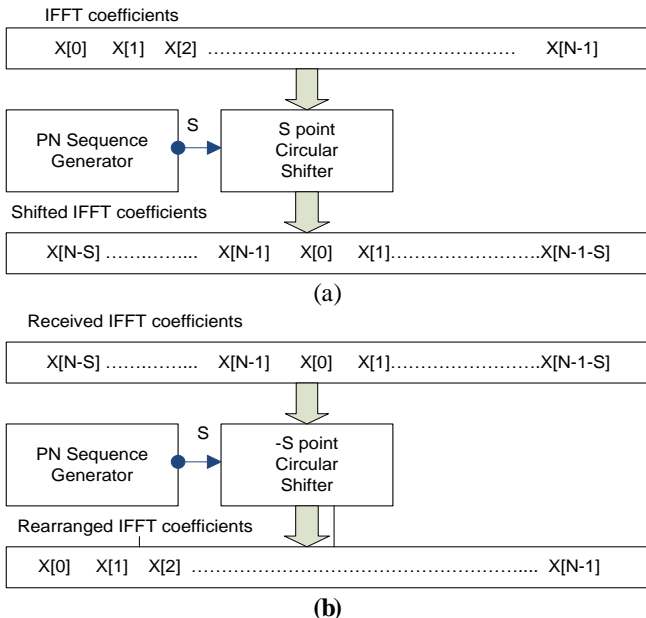 IFFT coefficients
X[0] X[1] X[2] ...................................................... X[N-1]
PN Sequence
Generator
S
S point
Circular
Shifter
Shifted IFFT coefficients
X[N-S] ............. X[N-1] X[0] X[1]..........................X[N-1-S]
(a)
Received IFFT coefficients
X[N-S] ............. X[N-1] X[0] X[1]..........................X[N-1-S]
PN Sequence
Generator
S
-S point
Circular
Shifter
Rearranged IFFT coefficients
X[0] X[1] X[2] ............................................................ X[N-1]
(b)